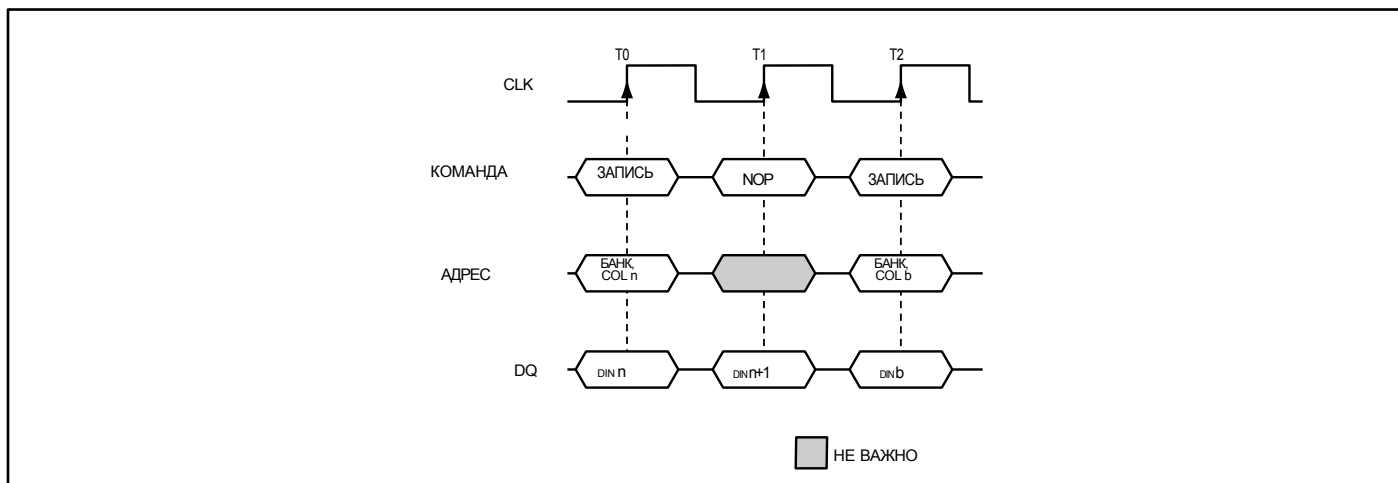 T0 T1 T2
CLK
КОМАНДА ЗАПИСЬ NOP ЗАПИСЬ
БАНК, БАНК,
АДРЕС COL n COL b
DQ DIN n DIN n+1 DIN b
НЕ ВАЖНО